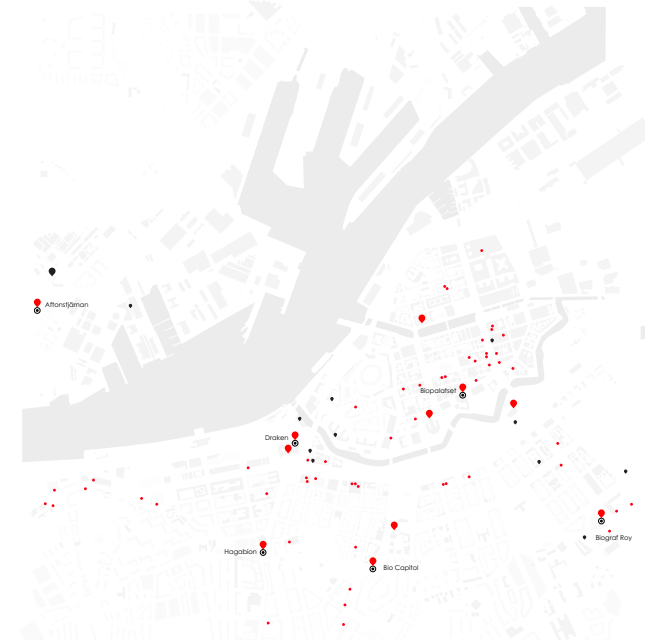 Aftonstjärnan
Biopalatset
Draken
Biograf Roy
Hagabion
Bio Capitol